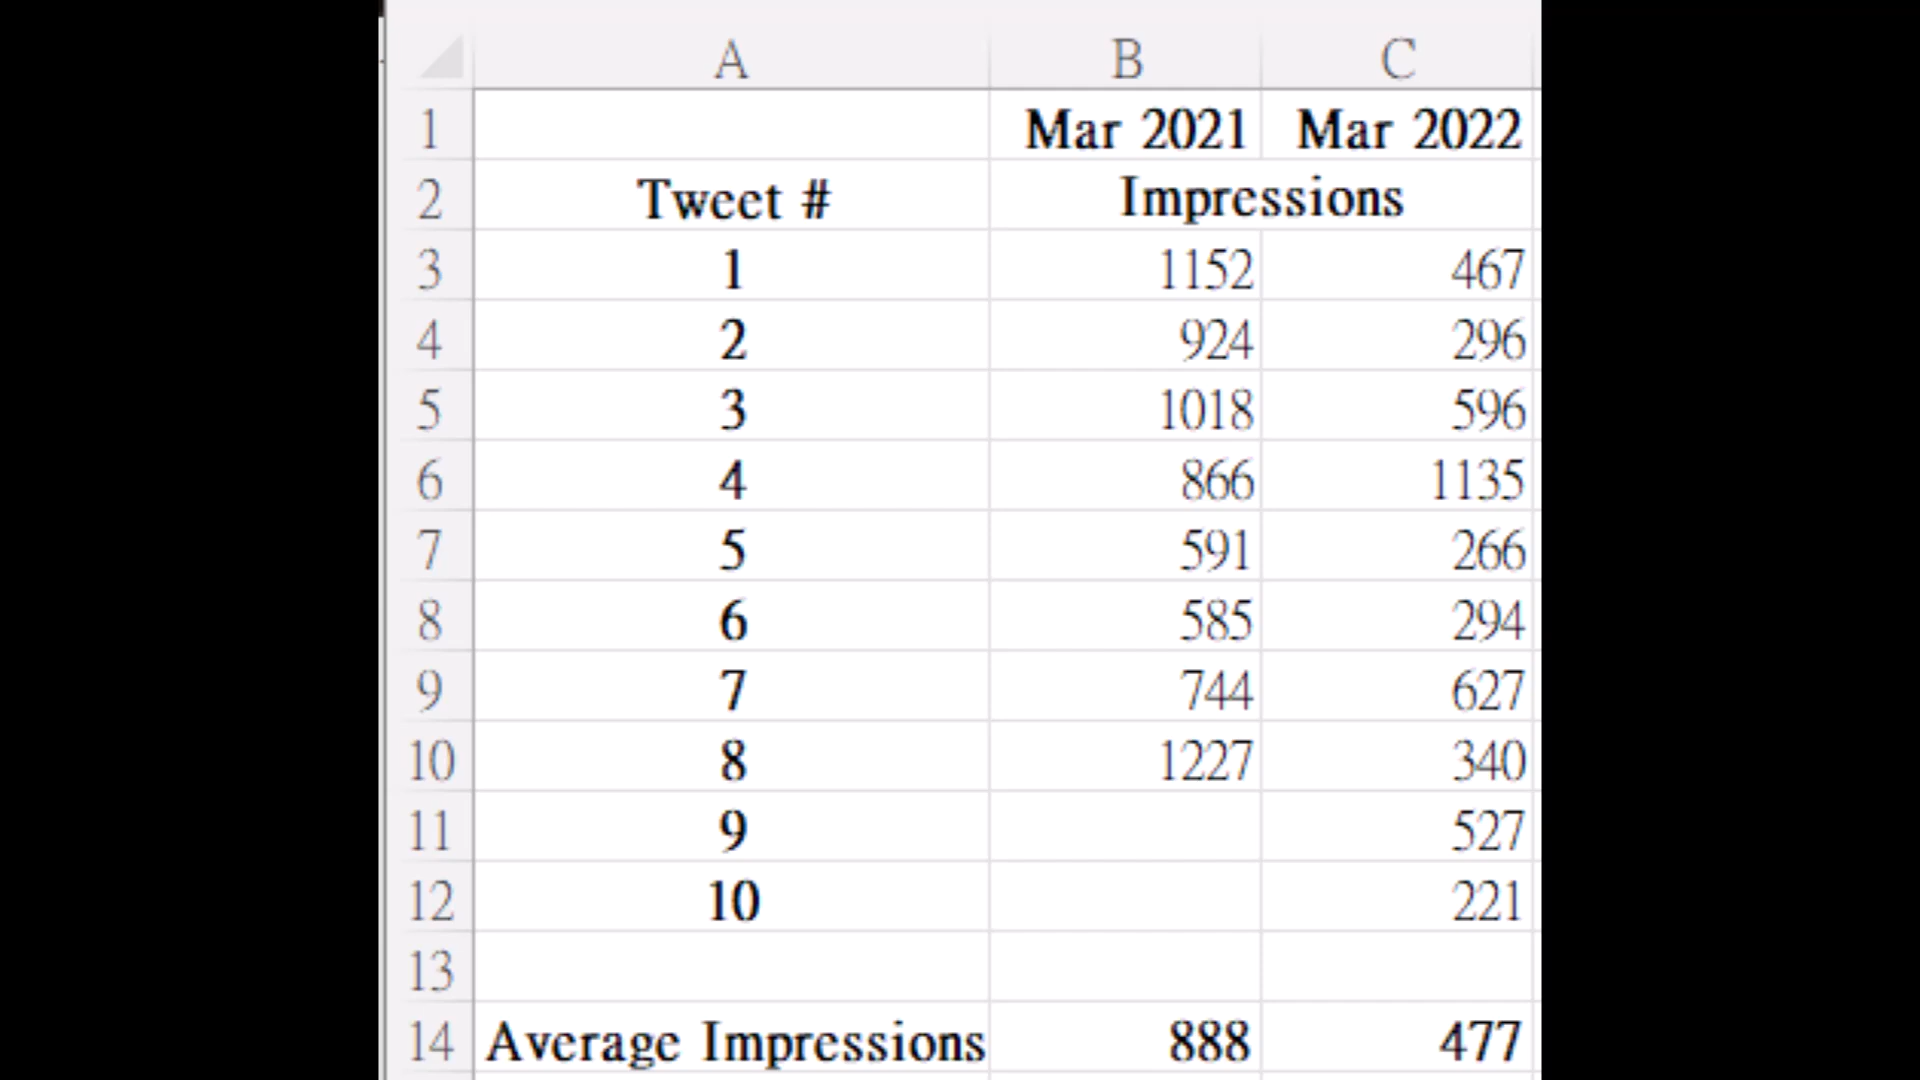 A B C
1 Mar 2021 Mar 2022
2 Tweet # Impressions
3 1 1152 467
4 2 924 296
5 3 1018 596
6 4 866 1135
7 5 591 266
8 6 585 294
9 7 744 627
10 8 1227 340
11 9 527
12 10 221
13
14 Average Impressions 888 477